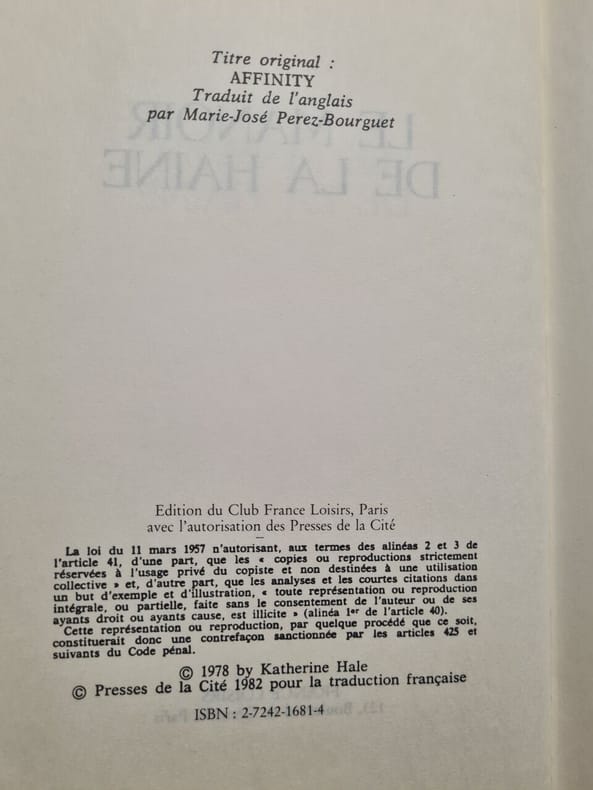 Titre original :
AFFINITY
Traduit de l'anglais
par Marie-José Perez-Bourguet
LE MANOIR
DE LA HAINE
Edition du Club France Loisirs, Paris
avec l'autorisation des Presses de la Cité
La loi du 11 mars 1957 n'autorisant, aux termes des alinéas 2 et 3 de
l'article 41, d'une part, que les « copies ou reproductions strictement
réservées à l'usage privé du copiste et non destinées à une utilisation
collective » et, d'autre part, que les analyses et les courtes citations dans
un but d'exemple et d'illustration, « toute représentation ou reproduction
intégrale, ou partielle, faite sans le consentement de l'auteur ou de ses
ayants droit ou ayants cause, est illicite » (alinéa 1er de l'article 40).
Cette représentation ou reproduction, par quelque procédé que ce soit,
constituerait donc une contrefaçon sanctionnée par les articles 425 et
suivants du Code pénal.
© 1978 by Katherine Hale
© Presses de la Cité 1982 pour la traduction française
ISBN : 2-7242-1681-4